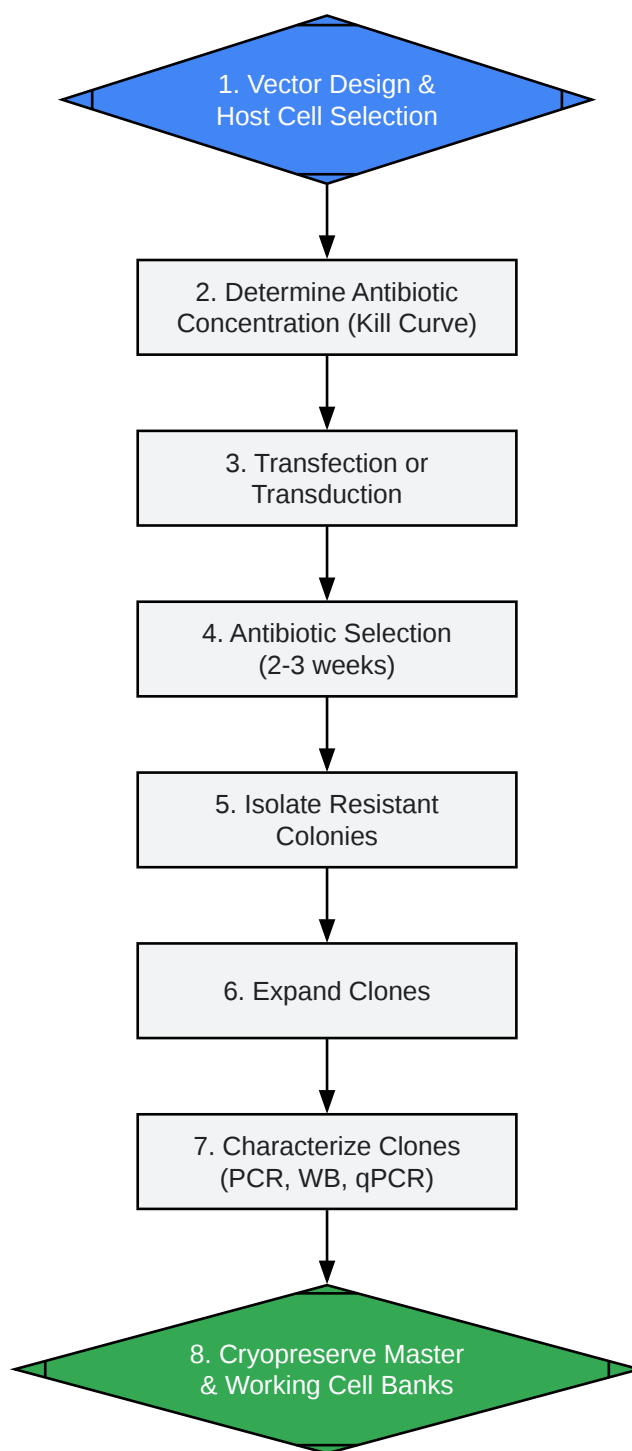 1. Vector Design &
Host Cell Selection
2. Determine Antibiotic
Concentration (Kill Curve)
3. Transfection or
Transduction
4. Antibiotic Selection
(2-3 weeks)
5. Isolate Resistant
Colonies
6. Expand Clones
7. Characterize Clones
(PCR, WB, qPCR)
8. Cryopreserve Master
& Working Cell Banks